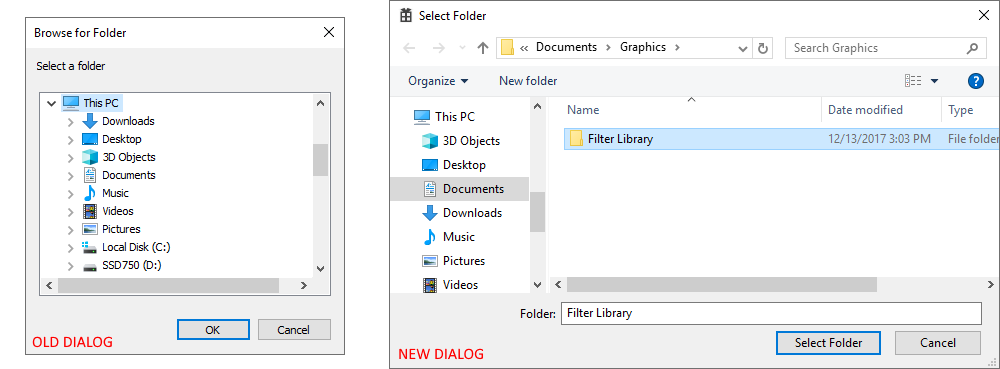 Browse for Folder
Select a folder
This PC
Downloads
Desktop
3D Objects
Documents
Music
Videos
Pictures
Local Disk (C:)
SSD750 (D:)
OK Cancel
OLD DIALOG
Select Folder
« Documents › Graphics › Search Graphics
Organize New folder ?
Name Date modified Type
This PC
3D Objects
Desktop
Documents
Downloads
Music
Pictures
Videos
Filter Library 12/13/2017 3:03 PM File folder
Folder: Filter Library
Select Folder Cancel
NEW DIALOG